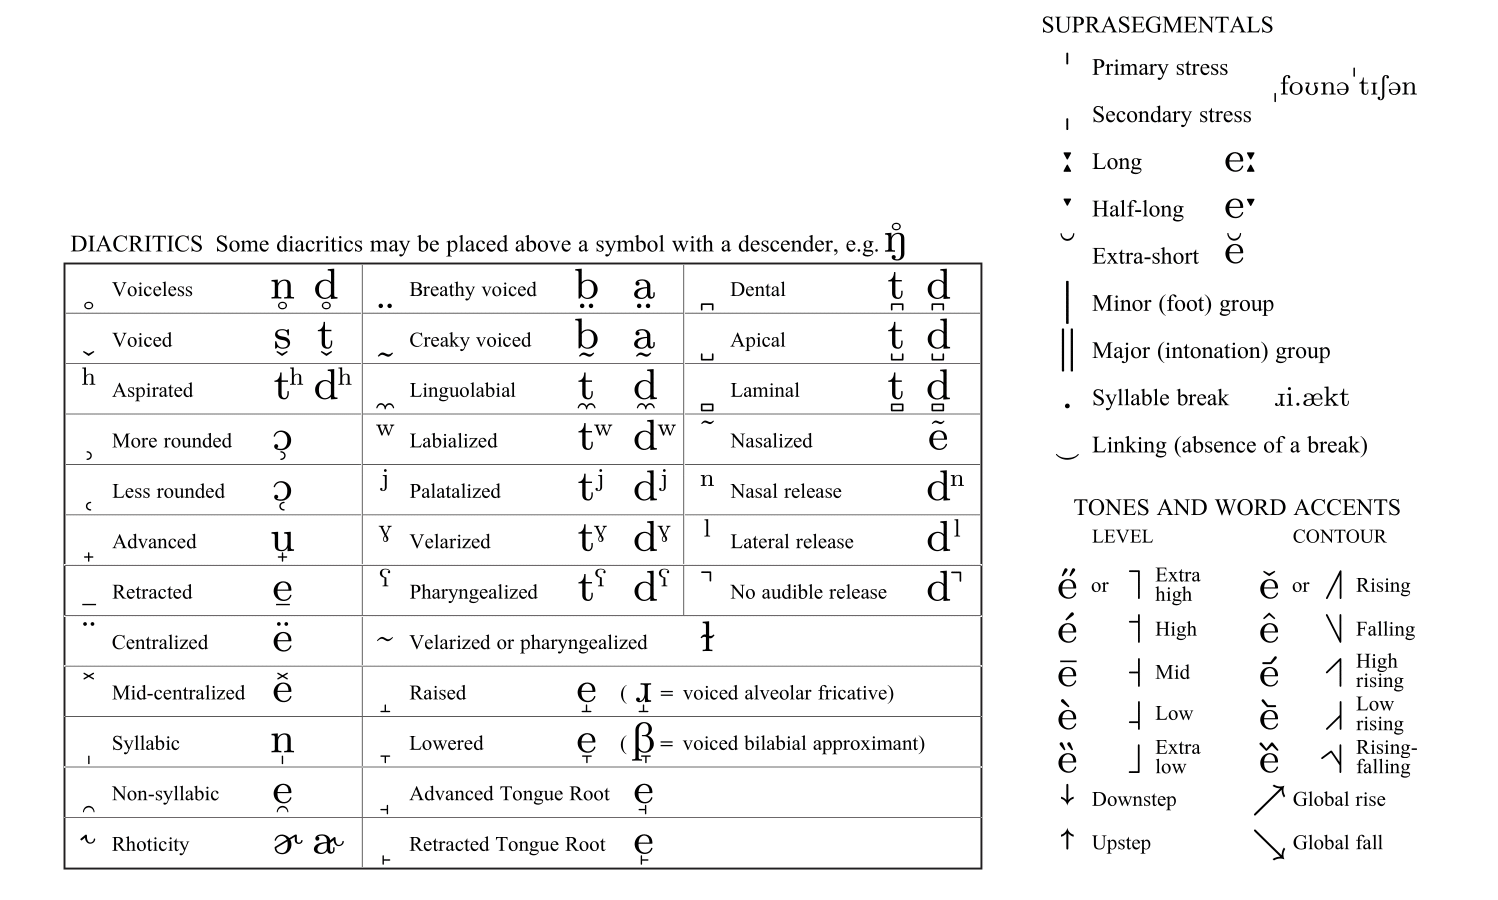 DIACRITICS Some diacritics may be placed above a symbol with a descender, e.g. ŋ̊
̥ Voiceless n̥ d̥ ̤ Breathy voiced b̤ a̤ ̪ Dental t̪ d̪
̬ Voiced s̬ t̬ ̰ Creaky voiced b̰ a̰ ̺ Apical t̺ d̺
ʰ Aspirated tʰ dʰ ̼ Linguolabial t̼ d̼ ̻ Laminal t̻ d̻
̹ More rounded ɔ̹ ʷ Labialized tʷ dʷ ̃ Nasalized ẽ
̜ Less rounded ɔ̜ ʲ Palatalized tʲ dʲ ⁿ Nasal release dⁿ
̟ Advanced u̟ ˠ Velarized tˠ dˠ ˡ Lateral release dˡ
̠ Retracted e̠ ˤ Pharyngealized tˤ dˤ ̚ No audible release d̚
̈ Centralized ë ̴ Velarized or pharyngealized ɫ
̽ Mid-centralized e̽ ̝ Raised e̝ (ɹ̝ = voiced alveolar fricative)
̩ Syllabic n̩ ̞ Lowered e̞ (β̞ = voiced bilabial approximant)
̯ Non-syllabic e̯ ̘ Advanced Tongue Root e̘
˞ Rhoticity ə˞ a˞ ̙ Retracted Tongue Root e̙
SUPRASEGMENTALS
ˈ Primary stress ˌfoʊnəˈtɪʃən
ˌ Secondary stress
ː Long eː
ˑ Half-long eˑ
̆ Extra-short ĕ
| Minor (foot) group
‖ Major (intonation) group
. Syllable break ɹi.ækt
‿ Linking (absence of a break)
TONES AND WORD ACCENTS
LEVEL CONTOUR
e̋ or ˥ Extra high ě or ˩˥ Rising
é ˦ High ê ˥˩ Falling
ē ˧ Mid e᷄ ˧˥ High rising
è ˨ Low e᷅ ˩˧ Low rising
ȅ ˩ Extra low e᷈ ˧˦˧ Rising-falling
↓ Downstep ↗ Global rise
↑ Upstep ↘ Global fall